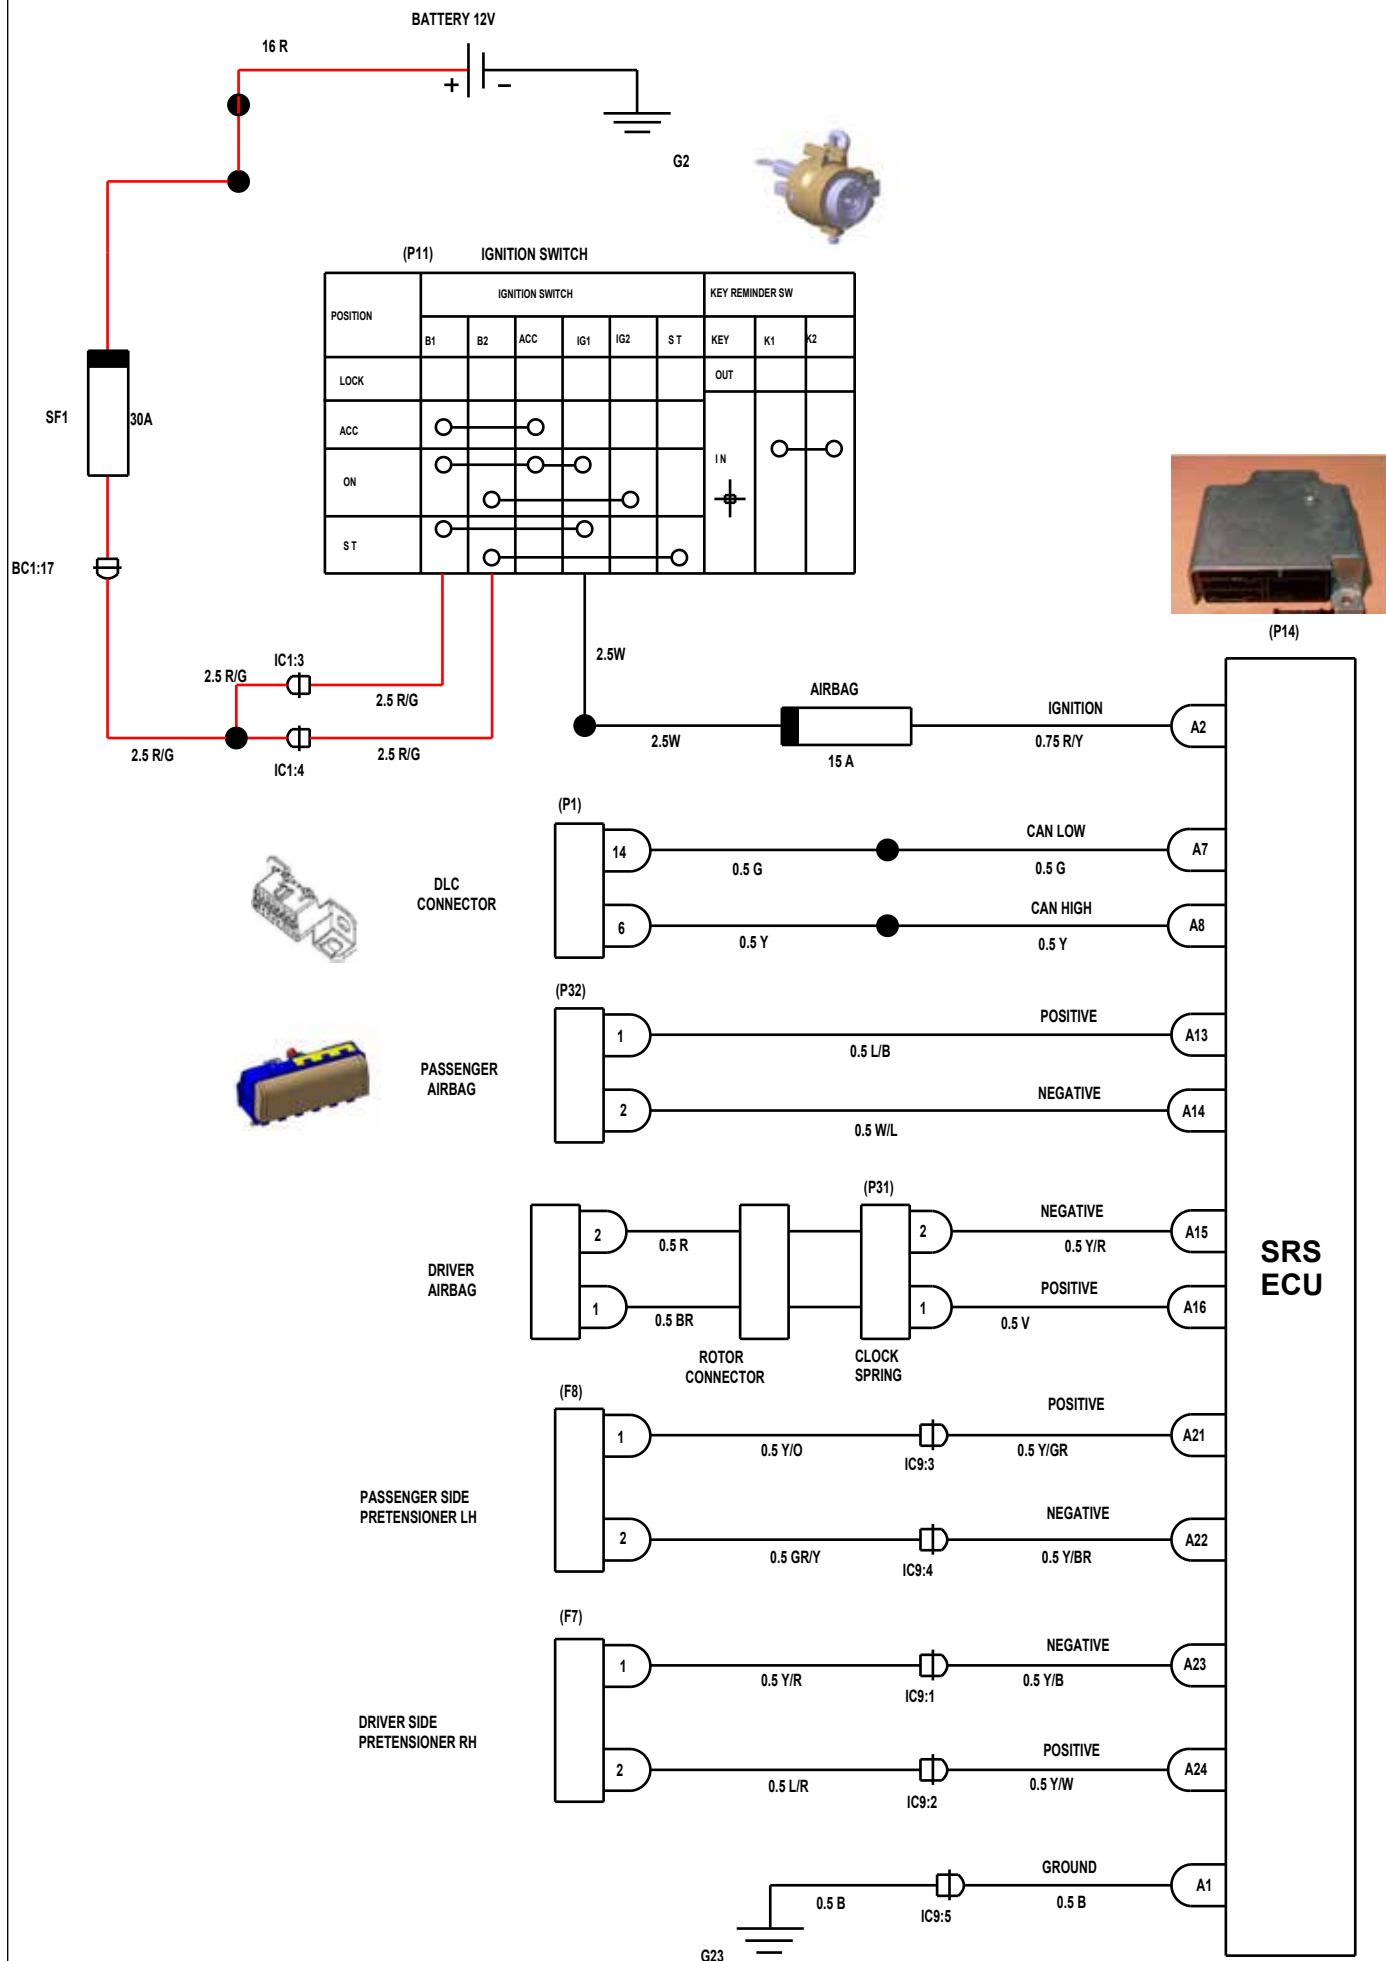 BATTERY 12V
16 R
+
−
G2
(P11)
IGNITION SWITCH
POSITION
IGNITION SWITCH
KEY REMINDER SW
B1
B2
ACC
IG1
IG2
S T
KEY
K1
K2
LOCK
OUT
ACC
ON
I N
S T
SF1
30A
BC1:17
IC1:3
2.5 R/G
2.5 R/G
2.5 R/G
IC1:4
2.5 R/G
2.5W
2.5W
AIRBAG
15 A
IGNITION
0.75 R/Y
A2
(P14)
(P1)
DLC
CONNECTOR
14
0.5 G
CAN LOW
0.5 G
A7
6
0.5 Y
CAN HIGH
0.5 Y
A8
(P32)
PASSENGER
AIRBAG
1
0.5 L/B
POSITIVE
A13
2
0.5 W/L
NEGATIVE
A14
(P31)
DRIVER
AIRBAG
2
0.5 R
2
NEGATIVE
0.5 Y/R
A15
1
0.5 BR
1
POSITIVE
0.5 V
A16
ROTOR
CONNECTOR
CLOCK
SPRING
SRS
ECU
(F8)
PASSENGER SIDE
PRETENSIONER LH
1
0.5 Y/O
IC9:3
POSITIVE
0.5 Y/GR
A21
2
0.5 GR/Y
IC9:4
NEGATIVE
0.5 Y/BR
A22
(F7)
DRIVER SIDE
PRETENSIONER RH
1
0.5 Y/R
IC9:1
NEGATIVE
0.5 Y/B
A23
2
0.5 L/R
IC9:2
POSITIVE
0.5 Y/W
A24
GROUND
0.5 B
IC9:5
0.5 B
A1
G23